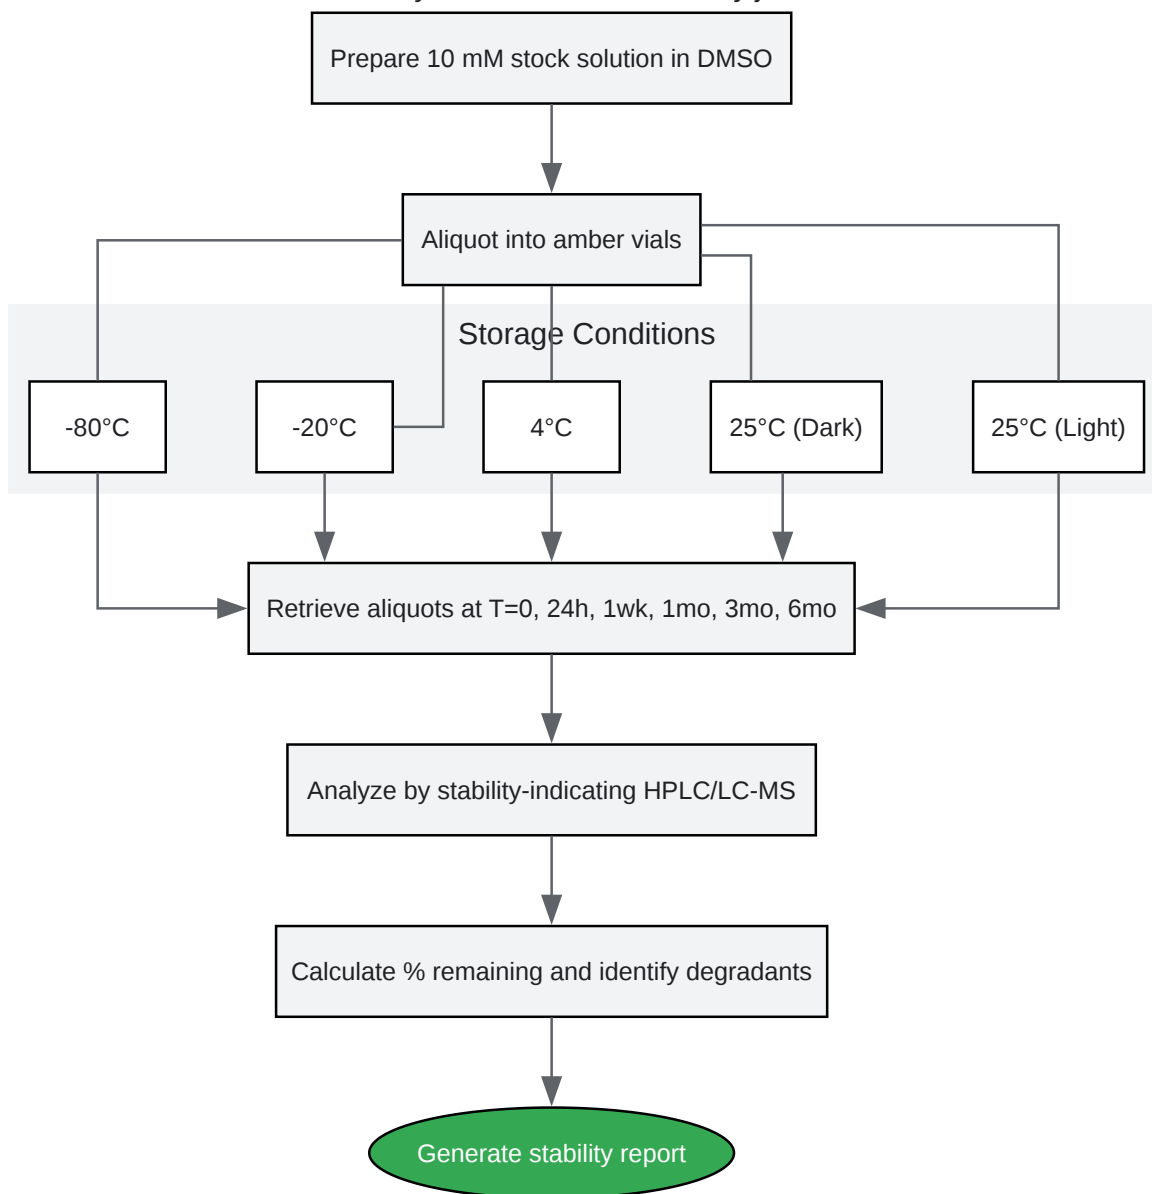 Prepare 10 mM stock solution in DMSO
Aliquot into amber vials
Storage Conditions
-80°C
-20°C
4°C
25°C (Dark)
25°C (Light)
Retrieve aliquots at T=0, 24h, 1wk, 1mo, 3mo, 6mo
Analyze by stability-indicating HPLC/LC-MS
Calculate % remaining and identify degradants
Generate stability report